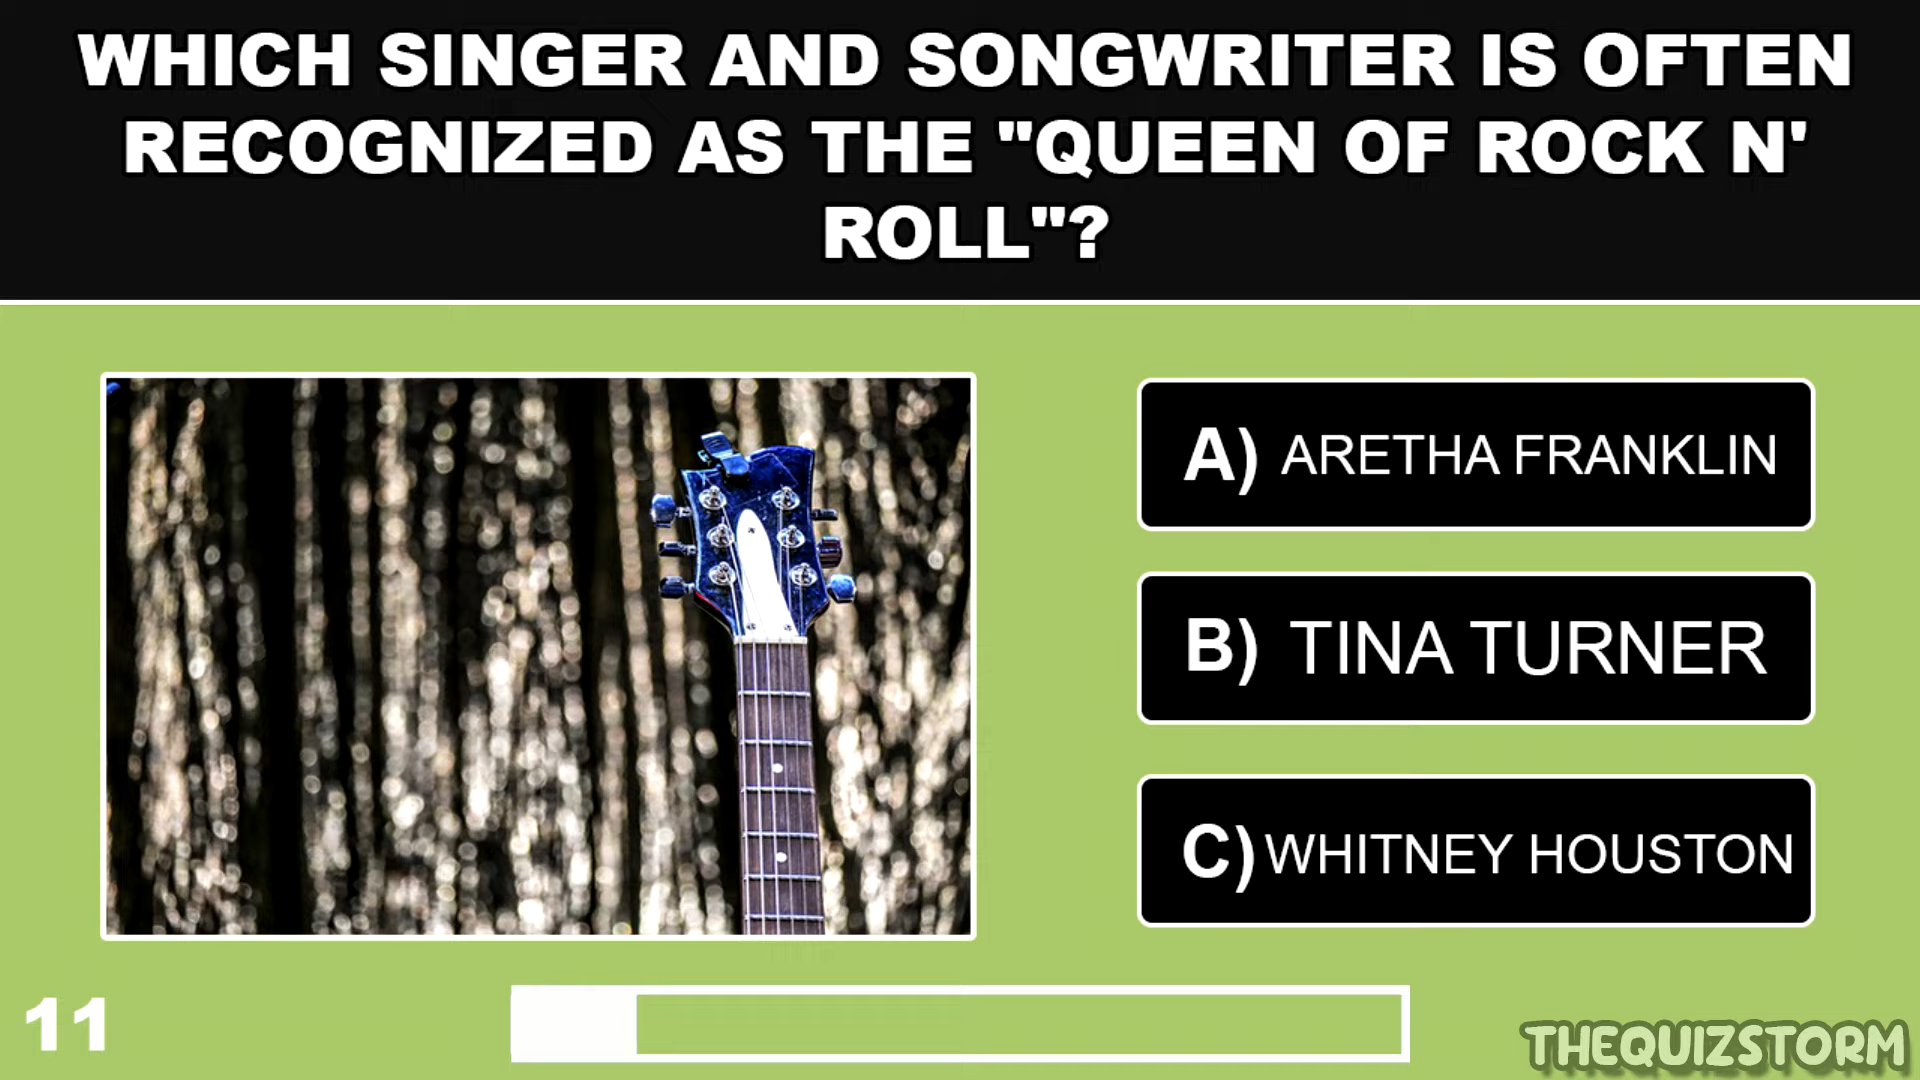 WHICH SINGER AND SONGWRITER IS OFTEN
RECOGNIZED AS THE "QUEEN OF ROCK N'
ROLL"?
A) ARETHA FRANKLIN
B) TINA TURNER
C) WHITNEY HOUSTON
11
THEQUIZSTORM